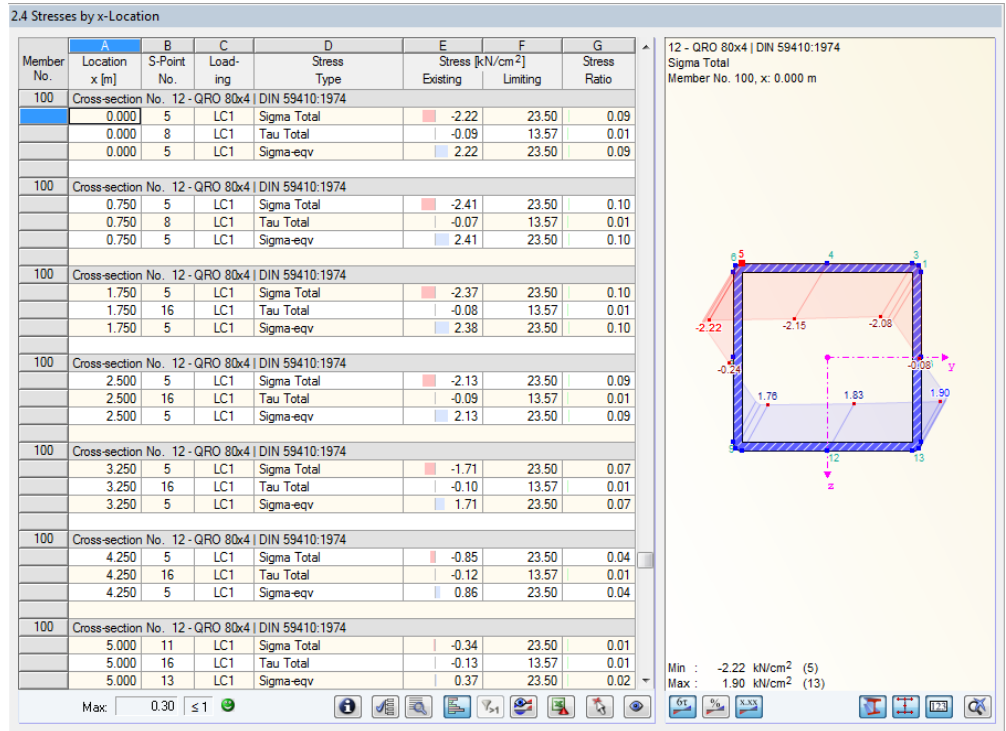 2.4 Stresses by x-Location
A B C D E F G
Member Location S-Point Load- Stress Stress [kN/cm²] Stress
No. x [m] No. ing Type Existing Limiting Ratio
100 Cross-section No. 12 - QRO 80x4 | DIN 59410:1974
0.000 5 LC1 Sigma Total -2.22 23.50 0.09
0.000 8 LC1 Tau Total -0.09 13.57 0.01
0.000 5 LC1 Sigma-eqv 2.22 23.50 0.09
100 Cross-section No. 12 - QRO 80x4 | DIN 59410:1974
0.750 5 LC1 Sigma Total -2.41 23.50 0.10
0.750 8 LC1 Tau Total -0.07 13.57 0.01
0.750 5 LC1 Sigma-eqv 2.41 23.50 0.10
100 Cross-section No. 12 - QRO 80x4 | DIN 59410:1974
1.750 5 LC1 Sigma Total -2.37 23.50 0.10
1.750 16 LC1 Tau Total -0.08 13.57 0.01
1.750 5 LC1 Sigma-eqv 2.38 23.50 0.10
100 Cross-section No. 12 - QRO 80x4 | DIN 59410:1974
2.500 5 LC1 Sigma Total -2.13 23.50 0.09
2.500 16 LC1 Tau Total -0.09 13.57 0.01
2.500 5 LC1 Sigma-eqv 2.13 23.50 0.09
100 Cross-section No. 12 - QRO 80x4 | DIN 59410:1974
3.250 5 LC1 Sigma Total -1.71 23.50 0.07
3.250 16 LC1 Tau Total -0.10 13.57 0.01
3.250 5 LC1 Sigma-eqv 1.71 23.50 0.07
100 Cross-section No. 12 - QRO 80x4 | DIN 59410:1974
4.250 5 LC1 Sigma Total -0.85 23.50 0.04
4.250 16 LC1 Tau Total -0.12 13.57 0.01
4.250 5 LC1 Sigma-eqv 0.86 23.50 0.04
100 Cross-section No. 12 - QRO 80x4 | DIN 59410:1974
5.000 11 LC1 Sigma Total -0.34 23.50 0.01
5.000 16 LC1 Tau Total -0.13 13.57 0.01
5.000 13 LC1 Sigma-eqv 0.37 23.50 0.02
Max: 0.30 ≤ 1
12 - QRO 80x4 | DIN 59410:1974
Sigma Total
Member No. 100, x: 0.000 m
6 5 4 3 1
-2.22 -2.15 -2.08
-0.24 -0.08 y
1.76 1.83 1.90
12 13
z
Min : -2.22 kN/cm² (5)
Max : 1.90 kN/cm² (13)
στ % x.xx 123